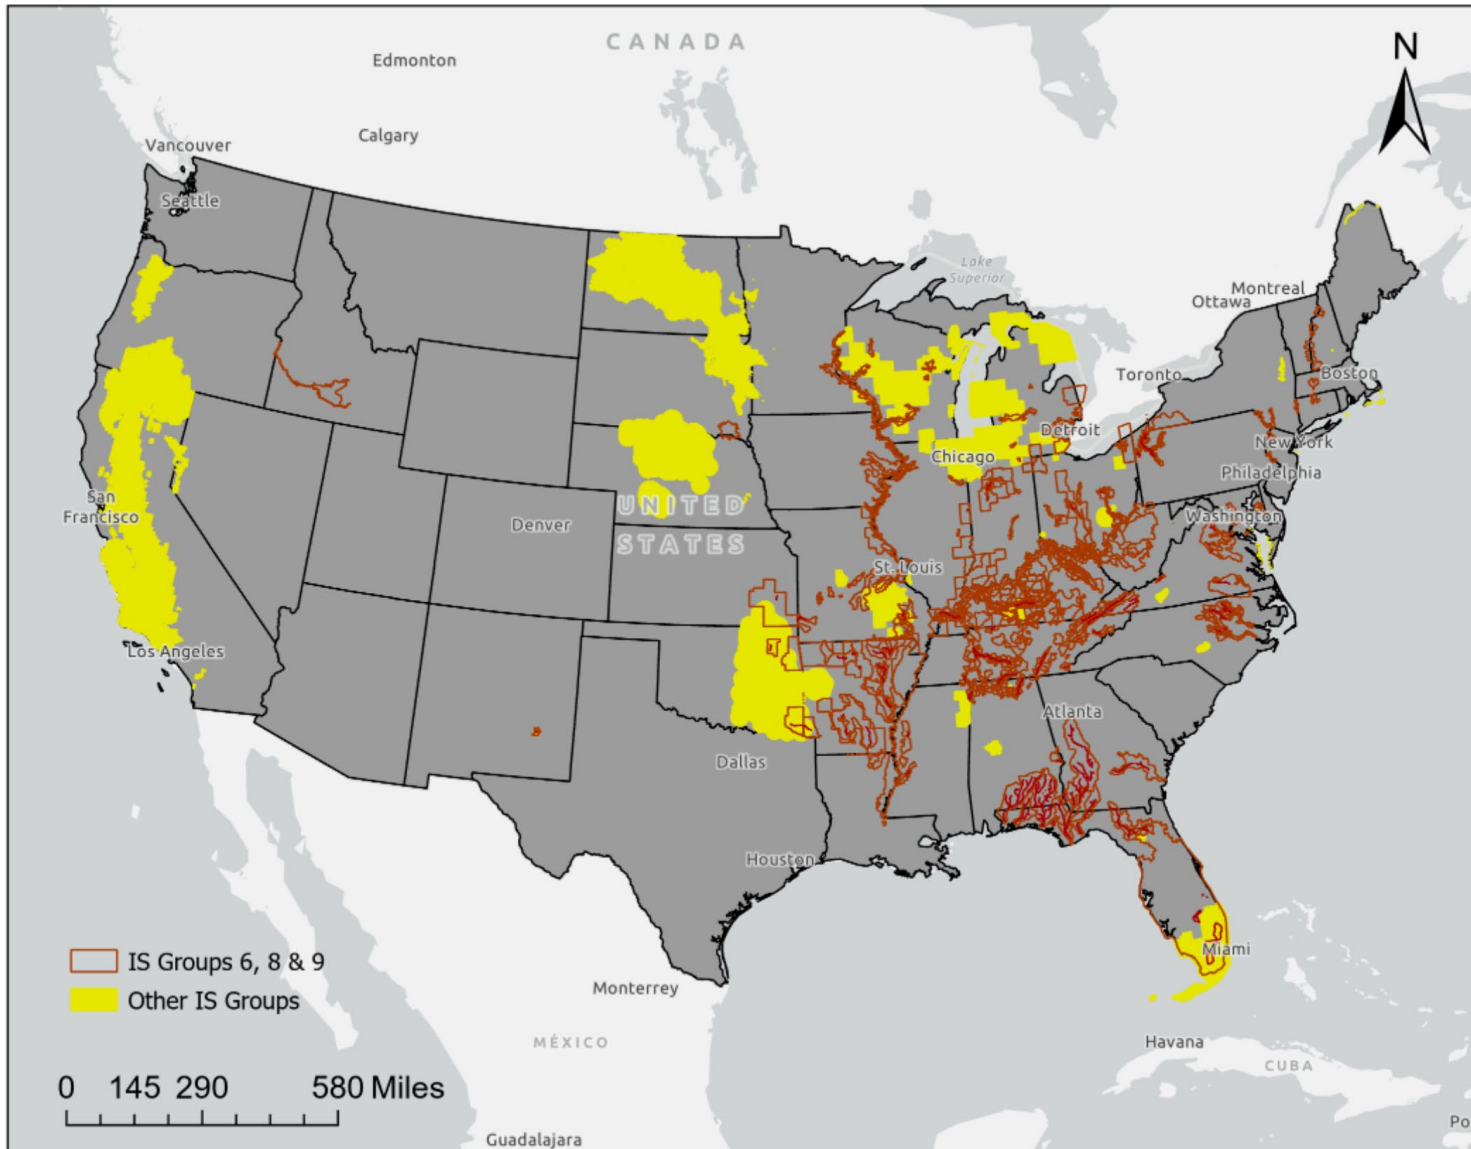 CANADA
N
Edmonton
Calgary
Vancouver
Seattle
Lake
Superior
Montreal
Ottawa
Toronto
Boston
Detroit
New York
Chicago
Philadelphia
San
Francisco
UNITED
STATES
Denver
Washington
St. Louis
Los Angeles
Atlanta
Dallas
Houston
Miami
IS Groups 6, 8 & 9
Other IS Groups
Monterrey
MÉXICO
Havana
CUBA
0 145 290 580 Miles
Po
Guadalajara